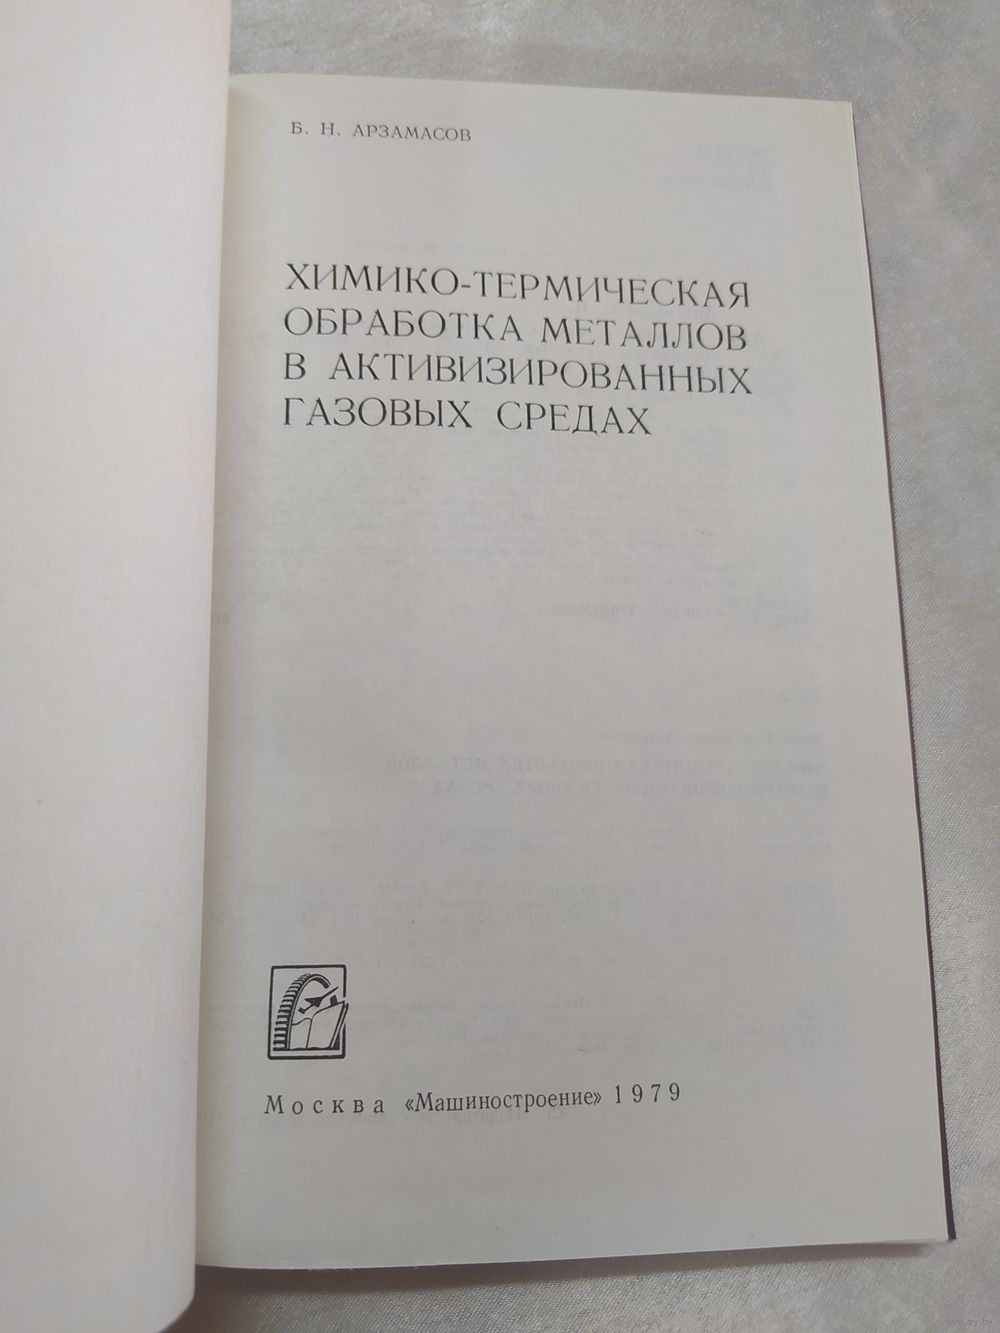 Б. Н. АРЗАМАСОВ
ХИМИКО-ТЕРМИЧЕСКАЯ
ОБРАБОТКА МЕТАЛЛОВ
В АКТИВИЗИРОВАННЫХ
ГАЗОВЫХ СРЕДАХ
Москва «Машиностроение» 1979